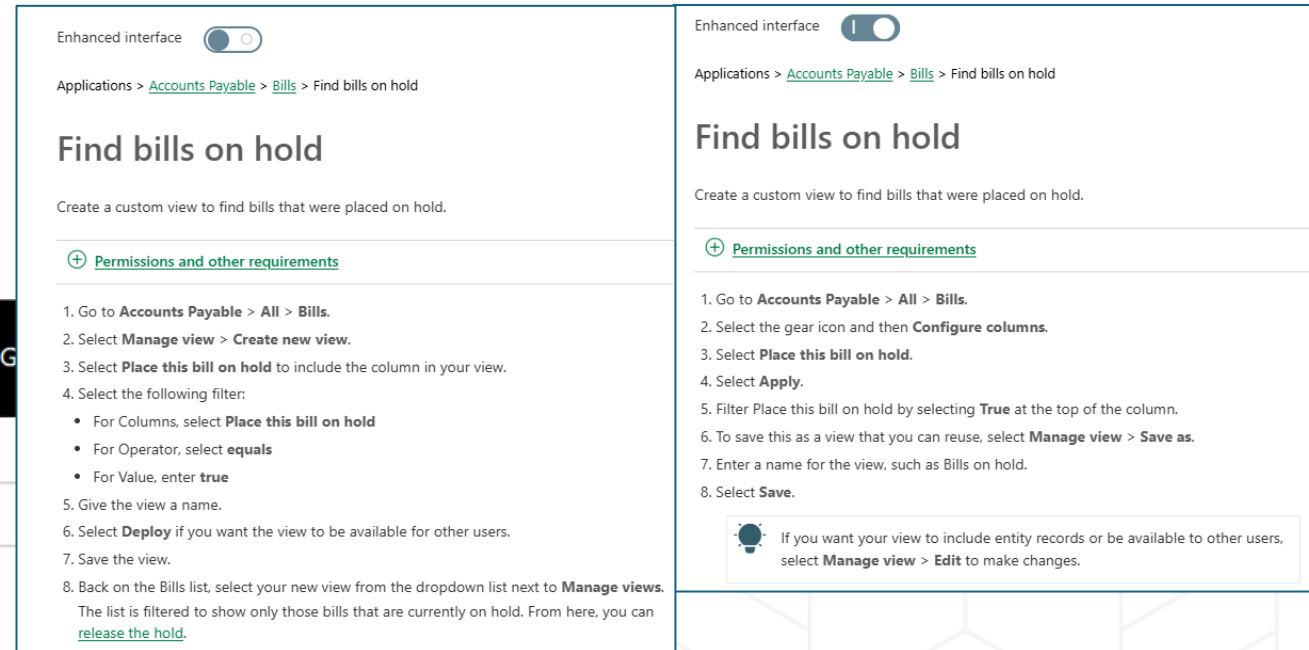 Enhanced interface
Applications > Accounts Payable > Bills > Find bills on hold
Find bills on hold
Create a custom view to find bills that were placed on hold.
Permissions and other requirements
1. Go to Accounts Payable > All > Bills.
2. Select Manage view > Create new view.
3. Select Place this bill on hold to include the column in your view.
4. Select the following filter:
• For Columns, select Place this bill on hold
• For Operator, select equals
• For Value, enter true
5. Give the view a name.
6. Select Deploy if you want the view to be available for other users.
7. Save the view.
8. Back on the Bills list, select your new view from the dropdown list next to Manage views.
The list is filtered to show only those bills that are currently on hold. From here, you can
release the hold.
Enhanced interface
Applications > Accounts Payable > Bills > Find bills on hold
Find bills on hold
Create a custom view to find bills that were placed on hold.
Permissions and other requirements
1. Go to Accounts Payable > All > Bills.
2. Select the gear icon and then Configure columns.
3. Select Place this bill on hold.
4. Select Apply.
5. Filter Place this bill on hold by selecting True at the top of the column.
6. To save this as a view that you can reuse, select Manage view > Save as.
7. Enter a name for the view, such as Bills on hold.
8. Select Save.
If you want your view to include entity records or be available to other users,
select Manage view > Edit to make changes.
G